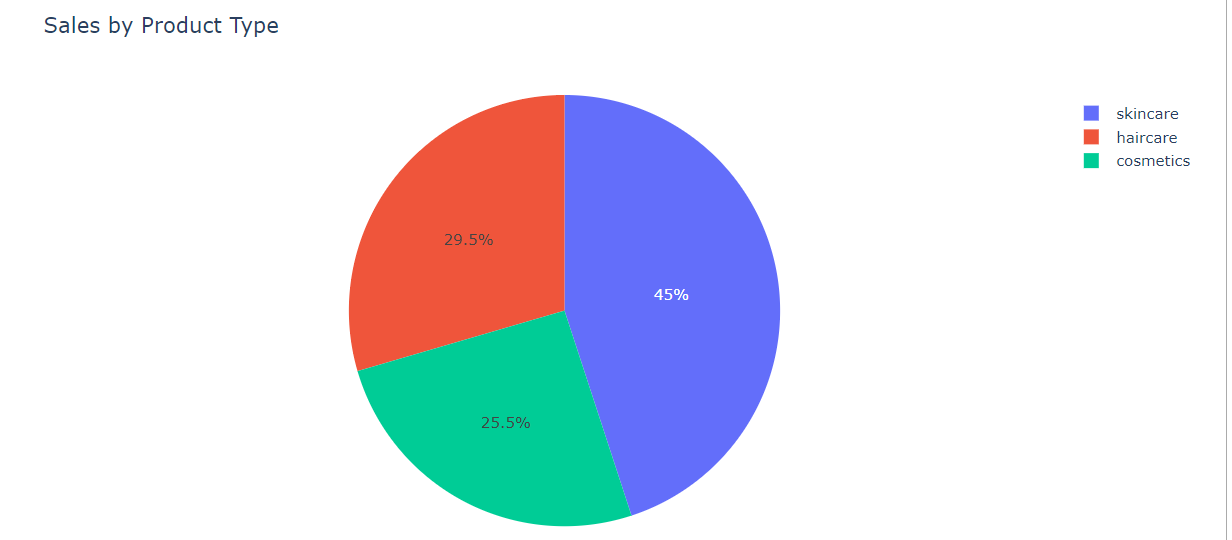 Sales by Product Type
skincare
haircare
cosmetics
29.5%
45%
25.5%